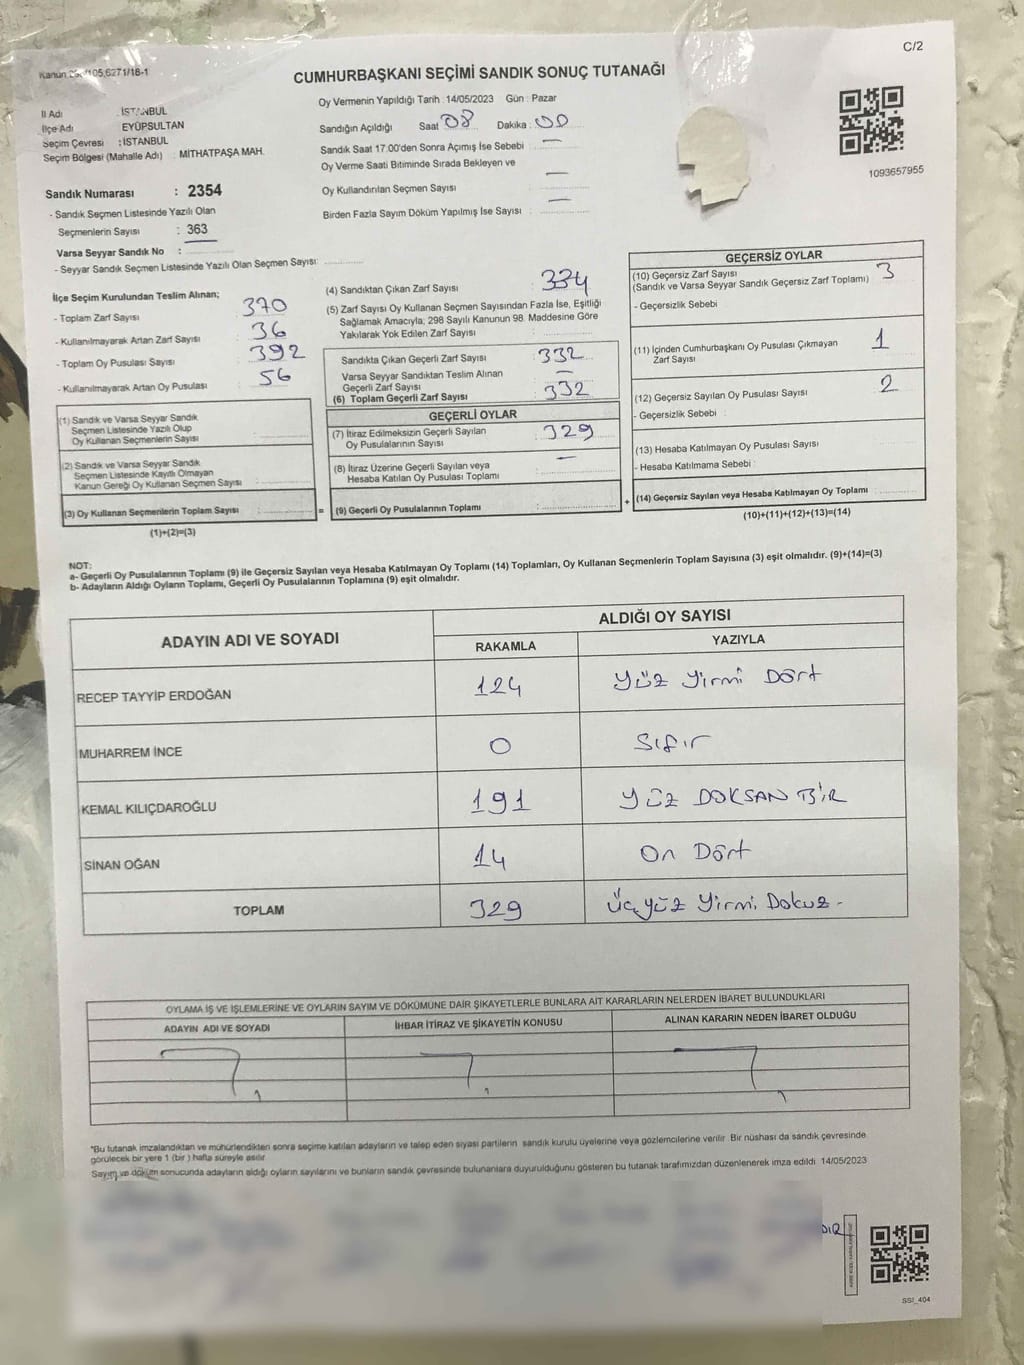 C/2
CUMHURBAŞKANI SEÇİMİ SANDIK SONUÇ TUTANAĞI
İl Adı : İSTANBUL
İlçe Adı EYÜPSULTAN
Seçim Çevresi : İSTANBUL
Seçim Bölgesi (Mahalle Adı) : MİTHATPAŞA MAH.
Sandık Numarası : 2354
- Sandık Seçmen Listesinde Yazılı Olan
Seçmenlerin Sayısı : 363
Varsa Seyyar Sandık No :
- Seyyar Sandık Seçmen Listesinde Yazılı Olan Seçmen Sayısı:
Oy Vermenin Yapıldığı Tarih : 14/05/2023 Gün : Pazar
Sandığın Açıldığı Saat 08 Dakika : 00
Sandık Saat 17:00'den Sonra Açımış İse Sebebi —
Oy Verme Saati Bitiminde Sırada Bekleyen ve
Oy Kullandırılan Seçmen Sayısı —
Birden Fazla Sayım Döküm Yapılmış İse Sayısı : —
1093657955
İlçe Seçim Kurulundan Teslim Alınan;
- Toplam Zarf Sayısı 370
- Kullanılmayarak Artan Zarf Sayısı : 36
- Toplam Oy Pusulası Sayısı : 392
- Kullanılmayarak Artan Oy Pusulası : 56
(1) Sandık ve Varsa Seyyar Sandık
Seçmen Listesinde Yazılı Olup
Oy Kullanan Seçmenlerin Sayısı :
(2) Sandık ve Varsa Seyyar Sandık
Seçmen Listesinde Kayıtlı Olmayan
Kanun Gereği Oy Kullanan Seçmen Sayısı :
(3) Oy Kullanan Seçmenlerin Toplam Sayısı :
(1)+(2)=(3)
=
(4) Sandıktan Çıkan Zarf Sayısı : 334
(5) Zarf Sayısı Oy Kullanan Seçmen Sayısından Fazla İse, Eşitliği
Sağlamak Amacıyla; 298 Sayılı Kanunun 98. Maddesine Göre
Yakılarak Yok Edilen Zarf Sayısı :
Sandıkta Çıkan Geçerli Zarf Sayısı : 332
Varsa Seyyar Sandıktan Teslim Alınan
Geçerli Zarf Sayısı : —
(6) Toplam Geçerli Zarf Sayısı : 332
GEÇERLİ OYLAR
(7) İtiraz Edilmeksizin Geçerli Sayılan
Oy Pusulalarının Sayısı : 329
(8) İtiraz Üzerine Geçerli Sayılan veya
Hesaba Katılan Oy Pusulası Toplamı : —
(9) Geçerli Oy Pusulalarının Toplamı :
+
GEÇERSİZ OYLAR
(10) Geçersiz Zarf Sayısı
(Sandık ve Varsa Seyyar Sandık Geçersiz Zarf Toplamı) : 3
- Geçersizlik Sebebi
(11) İçinden Cumhurbaşkanı Oy Pusulası Çıkmayan
Zarf Sayısı : 1
(12) Geçersiz Sayılan Oy Pusulası Sayısı : 2
- Geçersizlik Sebebi :
(13) Hesaba Katılmayan Oy Pusulası Sayısı
- Hesaba Katılmama Sebebi :
(14) Geçersiz Sayılan veya Hesaba Katılmayan Oy Toplamı :
(10)+(11)+(12)+(13)=(14)
NOT:
a- Geçerli Oy Pusulalarının Toplamı (9) ile Geçersiz Sayılan veya Hesaba Katılmayan Oy Toplamı (14) Toplamları, Oy Kullanan Seçmenlerin Toplam Sayısına (3) eşit olmalıdır. (9)+(14)=(3)
b- Adayların Aldığı Oyların Toplamı, Geçerli Oy Pusulalarının Toplamına (9) eşit olmalıdır.
ADAYIN ADI VE SOYADI
ALDIĞI OY SAYISI
RAKAMLA YAZIYLA
RECEP TAYYİP ERDOĞAN 124 Yüz Yirmi Dört
MUHARREM İNCE 0 Sıfır
KEMAL KILIÇDAROĞLU 191 YÜZ DOKSAN BİR
SİNAN OĞAN 14 On Dört
TOPLAM 329 Üçyüz Yirmi Dokuz -
OYLAMA İŞ VE İŞLEMLERİNE VE OYLARIN SAYIM VE DÖKÜMÜNE DAİR ŞİKAYETLERLE BUNLARA AİT KARARLARIN NELERDEN İBARET BULUNDUKLARI
ADAYIN ADI VE SOYADI İHBAR İTİRAZ VE ŞİKAYETİN KONUSU ALINAN KARARIN NEDEN İBARET OLDUĞU
*Bu tutanak imzalandıktan ve mühürlendikten sonra seçime katılan adayların ve talep eden siyasi partilerin sandık kurulu üyelerine veya gözlemcilerine verilir. Bir nüshası da sandık çevresinde
görülecek bir yere 1 (bir) hafta süreyle asılır.
Sayım ve döküm sonucunda adayların aldığı oyların sayılarını ve bunların sandık çevresinde bulunanlara duyurulduğunu gösteren bu tutanak tarafımızdan düzenlenerek imza edildi. 14/05/2023
SSI_404